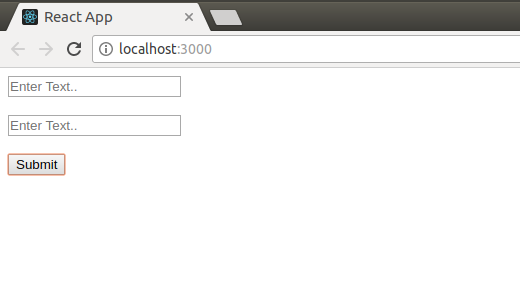 React App
localhost:3000
Enter Text..
Enter Text..
Submit